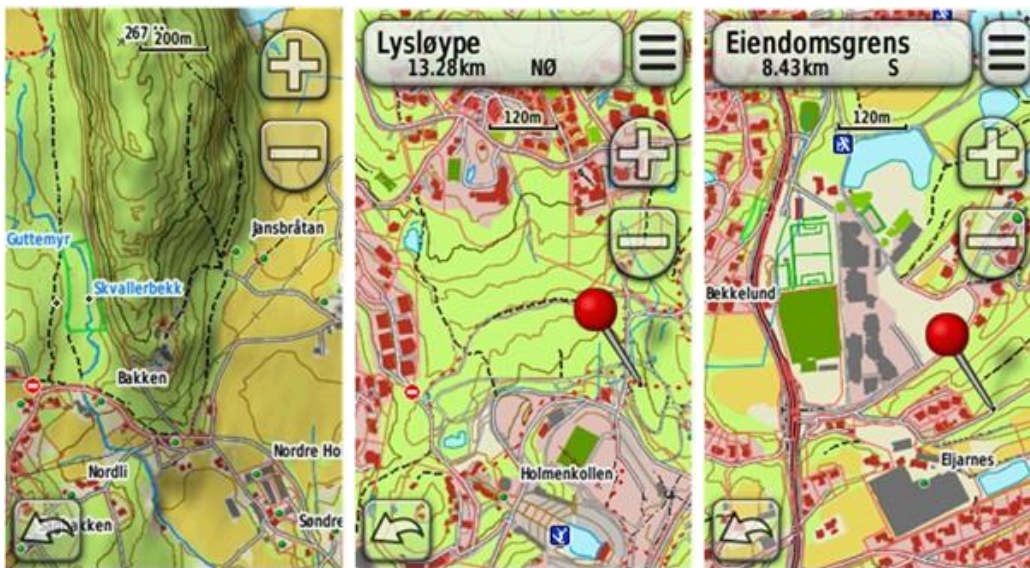 267
200m
Guttemyr
Jansbråtan
Skvallerbekk
Bakken
Nordli
Nordre Ho
akken
Søndre
Lysløype
13.28km NØ
120m
Holmenkollen
Eiendomsgrens
8.43km S
120m
Bekkelund
Eljarnes